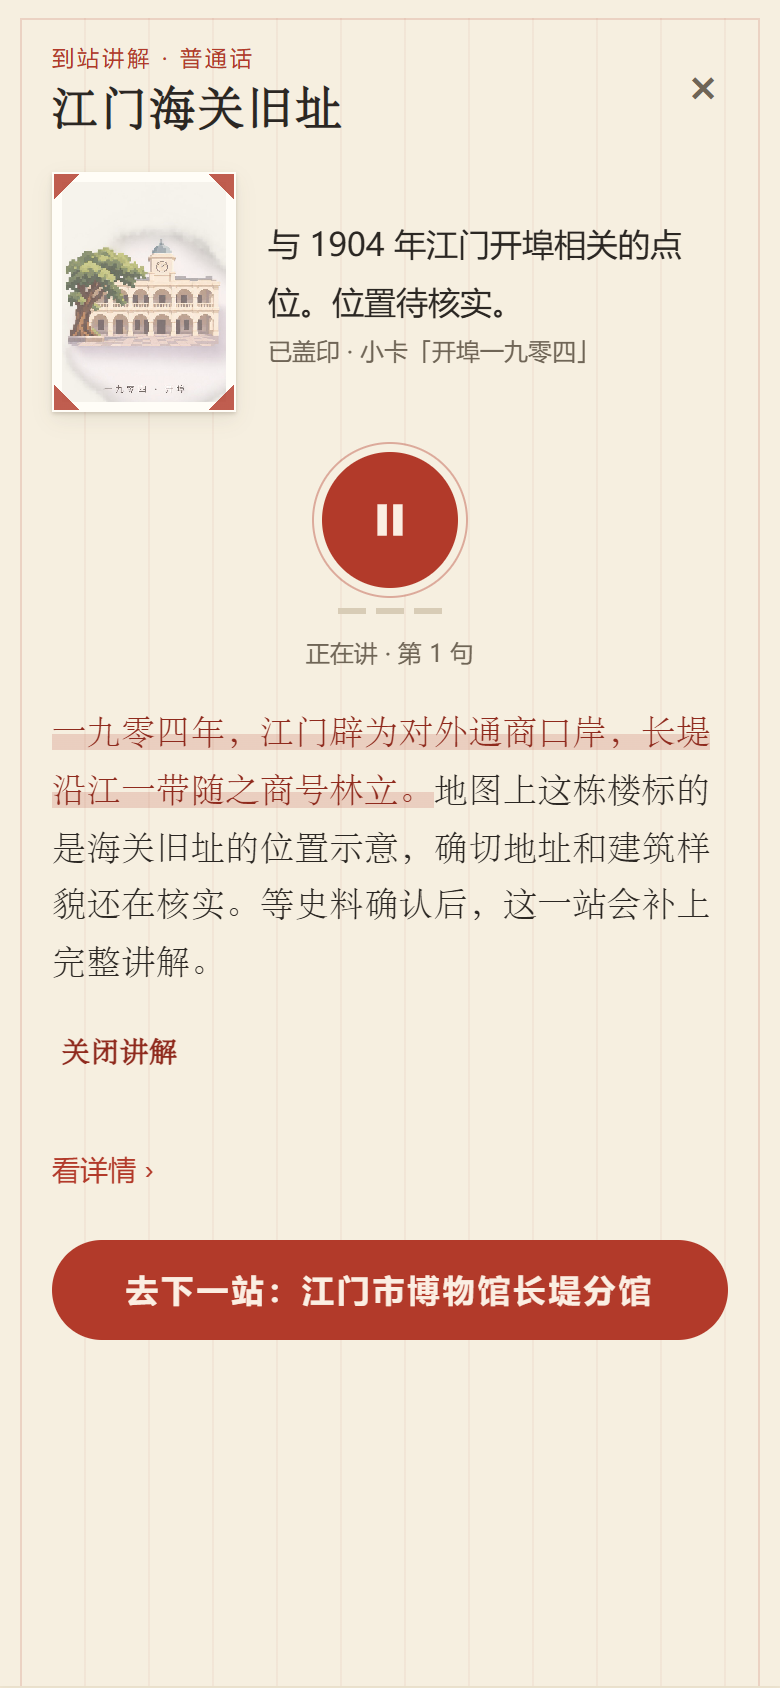 到站讲解 · 普通话
江门海关旧址
×
与 1904 年江门开埠相关的点
位。位置待核实。
已盖印 · 小卡「开埠一九零四」
一九零四 · 开埠
正在讲 · 第 1 句
一九零四年，江门辟为对外通商口岸，长堤
沿江一带随之商号林立。地图上这栋楼标的
是海关旧址的位置示意，确切地址和建筑样
貌还在核实。等史料确认后，这一站会补上
完整讲解。
关闭讲解
看详情 ›
去下一站：江门市博物馆长堤分馆